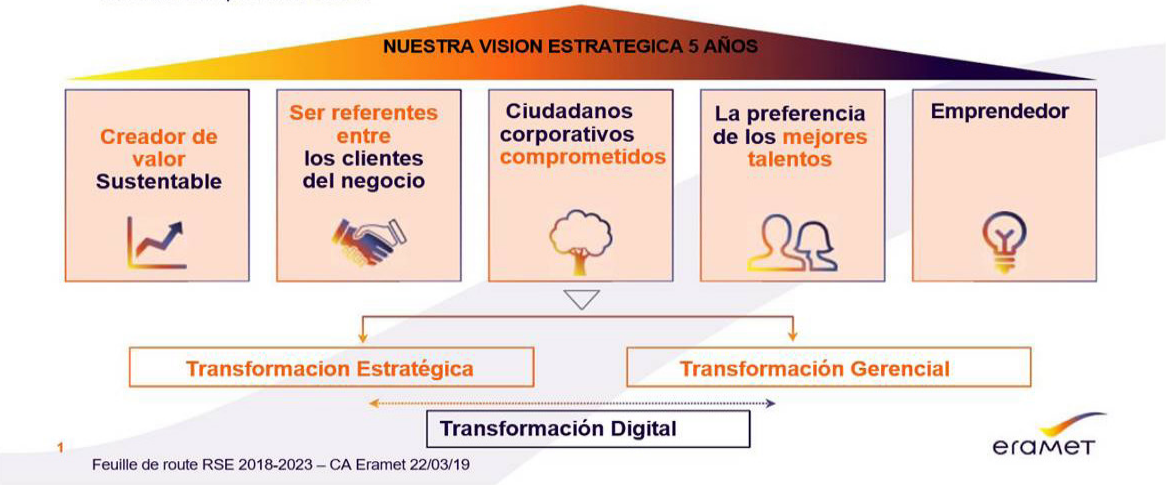 NUESTRA VISION ESTRATEGICA 5 AÑOS
Creador de
valor
Sustentable
Ser referentes
entre
los clientes
del negocio
Ciudadanos
corporativos
comprometidos
La preferencia
de los mejores
talentos
Emprendedor
Transformacion Estratégica
Transformación Gerencial
Transformación Digital
1
Feuille de route RSE 2018-2023 – CA Eramet 22/03/19
eramet